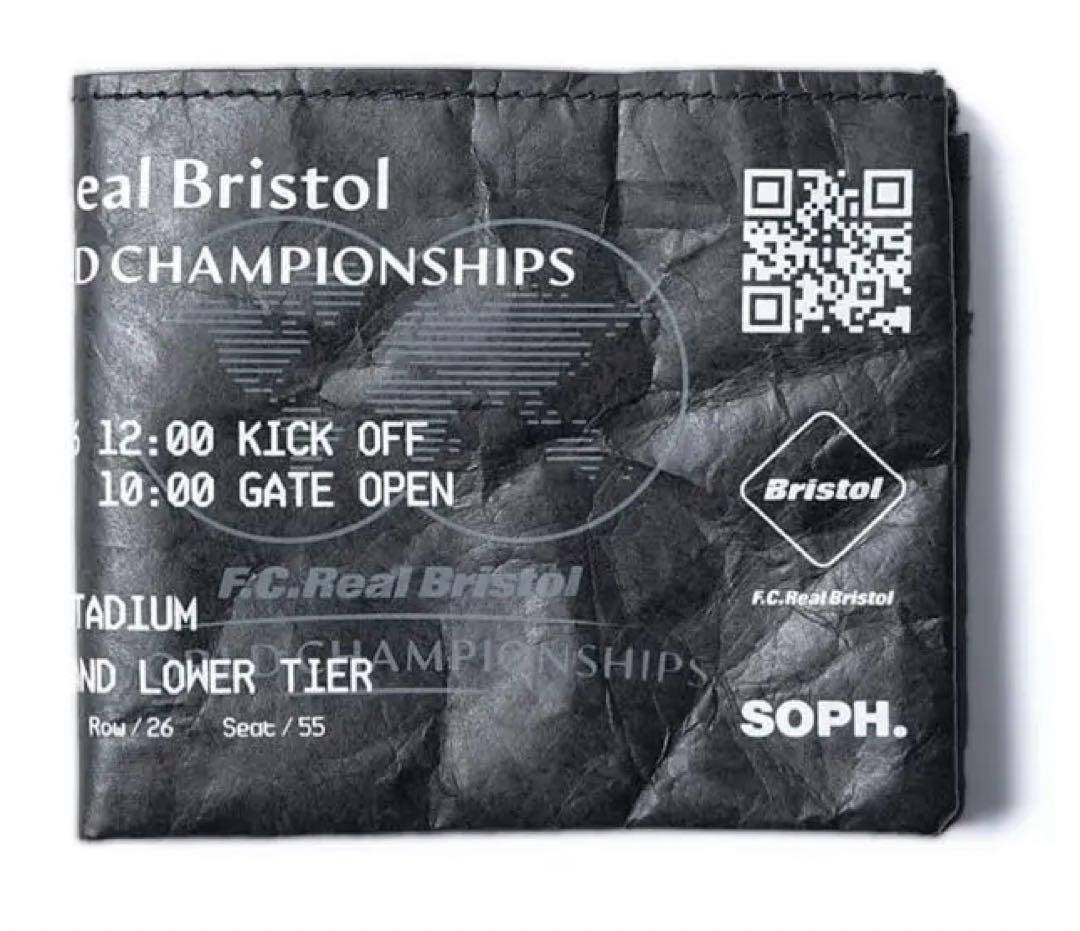 eal Bristol
D CHAMPIONSHIPS
12:00 KICK OFF
10:00 GATE OPEN
Bristol
F.C.Real Bristol
F.C.Real Bristol
TADIUM
ORLD CHAMPIONSHIPS
ND LOWER TIER
Row / 26 Seat / 55
SOPH.